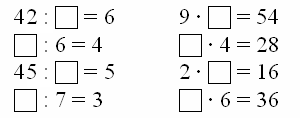 42 : □ = 6
□ : 6 = 4
45 : □ = 5
□ : 7 = 3
9 · □ = 54
□ · 4 = 28
2 · □ = 16
□ · 6 = 36